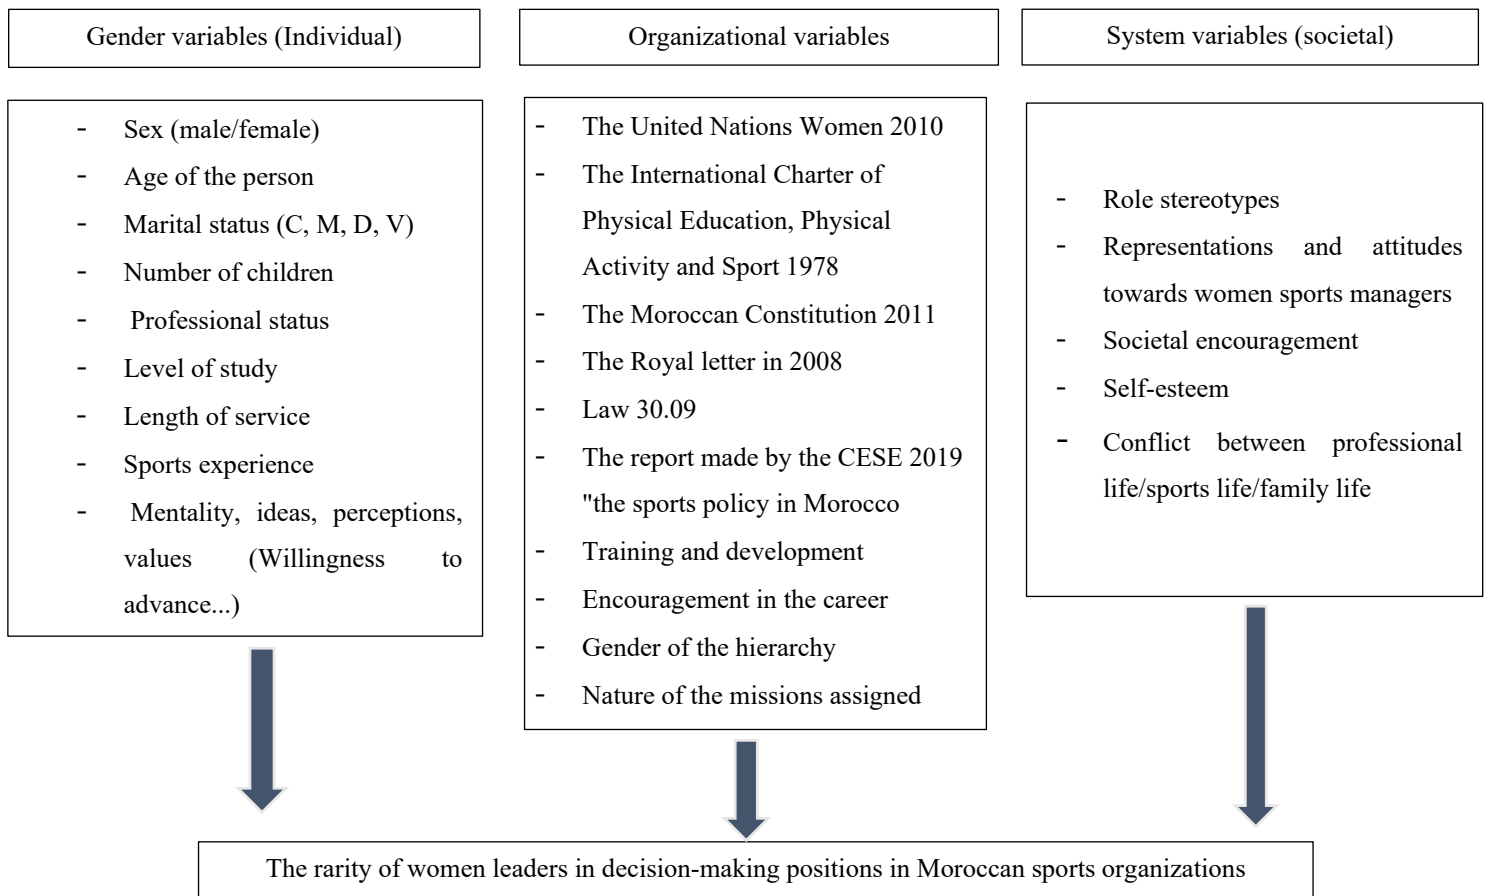 Gender variables (Individual)
Organizational variables
System variables (societal)
- Sex (male/female)
- Age of the person
- Marital status (C, M, D, V)
- Number of children
- Professional status
- Level of study
- Length of service
- Sports experience
- Mentality, ideas, perceptions,
values (Willingness to
advance...)
- The United Nations Women 2010
- The International Charter of
Physical Education, Physical
Activity and Sport 1978
- The Moroccan Constitution 2011
- The Royal letter in 2008
- Law 30.09
- The report made by the CESE 2019
"the sports policy in Morocco
- Training and development
- Encouragement in the career
- Gender of the hierarchy
- Nature of the missions assigned
- Role stereotypes
- Representations and attitudes
towards women sports managers
- Societal encouragement
- Self-esteem
- Conflict between professional
life/sports life/family life
The rarity of women leaders in decision-making positions in Moroccan sports organizations